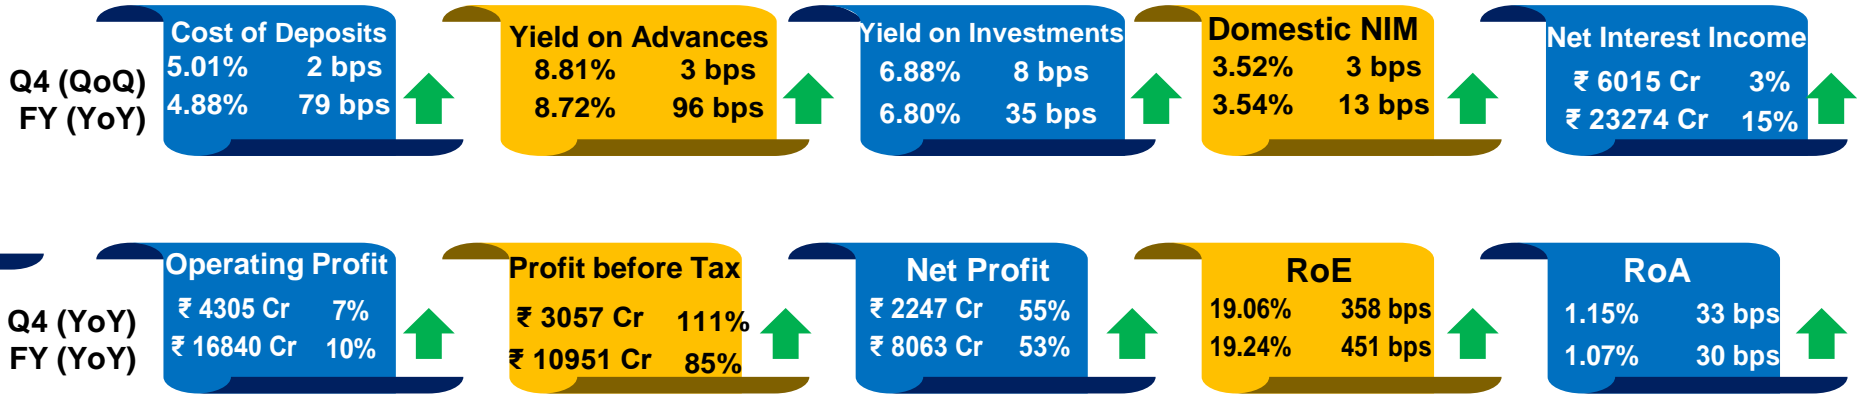 Q4 (QoQ)
FY (YoY)
Cost of Deposits
5.01% 2 bps
4.88% 79 bps
Yield on Advances
8.81% 3 bps
8.72% 96 bps
Yield on Investments
6.88% 8 bps
6.80% 35 bps
Domestic NIM
3.52% 3 bps
3.54% 13 bps
Net Interest Income
₹ 6015 Cr 3%
₹ 23274 Cr 15%
Q4 (YoY)
FY (YoY)
Operating Profit
₹ 4305 Cr 7%
₹ 16840 Cr 10%
Profit before Tax
₹ 3057 Cr 111%
₹ 10951 Cr 85%
Net Profit
₹ 2247 Cr 55%
₹ 8063 Cr 53%
RoE
19.06% 358 bps
19.24% 451 bps
RoA
1.15% 33 bps
1.07% 30 bps